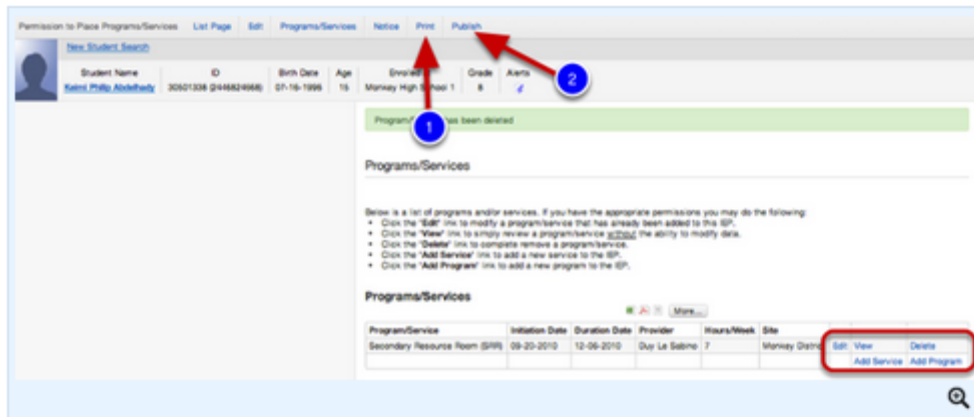 Permission to Place Programs/Services List Page Edit Programs/Services Notice Print Publish
New Student Search
Student Name ID Birth Date Age Enrolled Grade Alerts
Keimi Philip Abdelhady 30501338 (2446824668) 07-16-1996 15 Monkey High School 1 8
2
1
Program/ has been deleted
Programs/Services
Below is a list of programs and/or services. If you have the appropriate permissions you may do the following:
• Click the "Edit" link to modify a program/service that has already been added to this IEP.
• Click the "View" link to simply review a program/service without the ability to modify data.
• Click the "Delete" link to complete remove a program/service.
• Click the "Add Service" link to add a new service to the IEP.
• Click the "Add Program" link to add a new program to the IEP.
Programs/Services
More...
Program/Service Initiation Date Duration Date Provider Hours/Week Site
Secondary Resource Room (SRR) 09-20-2010 12-06-2010 Guy Le Sabino 7 Monkey Distri Edit View Delete
Add Service Add Program